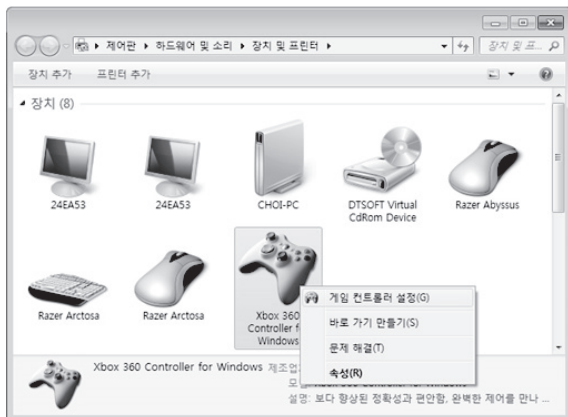 제어판 ▸ 하드웨어 및 소리 ▸ 장치 및 프린터 ▸
장치 및 프...
장치 추가 프린터 추가
장치 (8)
24EA53
24EA53
CHOI-PC
DTSOFT Virtual
CdRom Device
Razer Abyssus
Razer Arctosa
Razer Arctosa
Xbox 360
Controller
Windows
게임 컨트롤러 설정(G)
바로 가기 만들기(S)
문제 해결(T)
속성(R)
Xbox 360 Controller for Windows
설명: 보다 향상된 정확성과 편안함, 완벽한 제어를 만나 ...